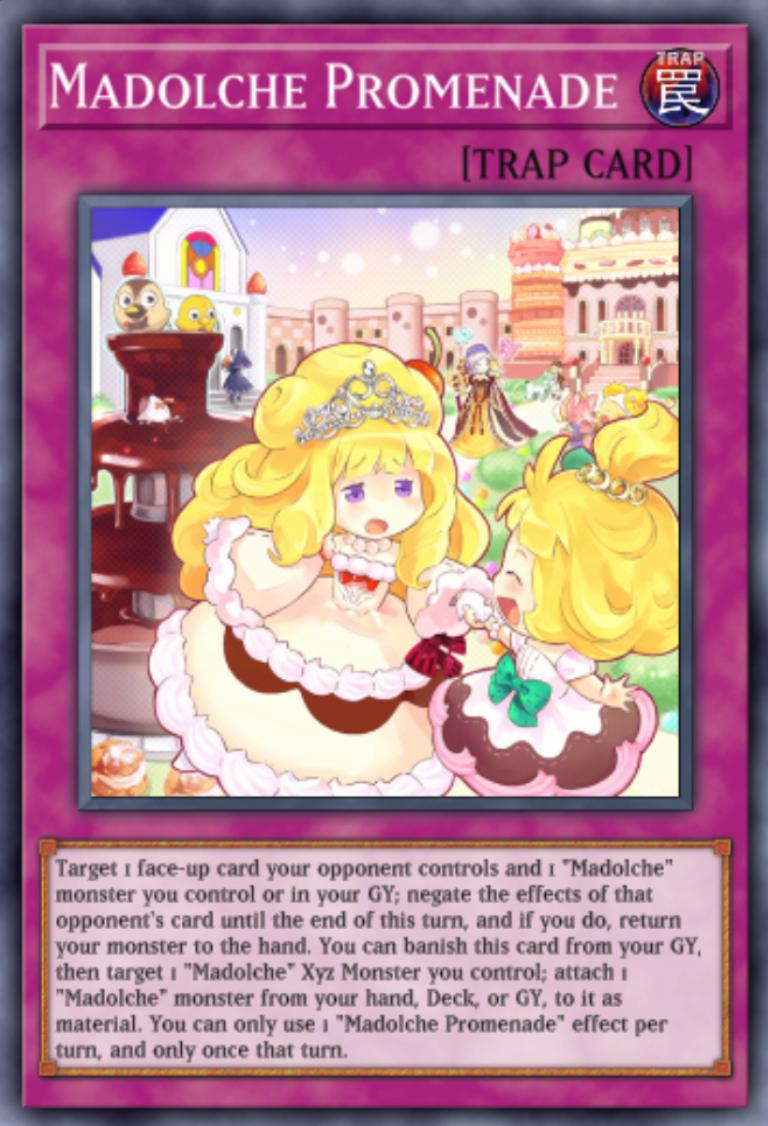 MADOLCHE PROMENADE
TRAP
罠
[TRAP CARD]
Target 1 face-up card your opponent controls and 1 "Madolche"
monster you control or in your GY; negate the effects of that
opponent's card until the end of this turn, and if you do, return
your monster to the hand. You can banish this card from your GY,
then target 1 "Madolche" Xyz Monster you control; attach 1
"Madolche" monster from your hand, Deck, or GY, to it as
material. You can only use 1 "Madolche Promenade" effect per
turn, and only once that turn.